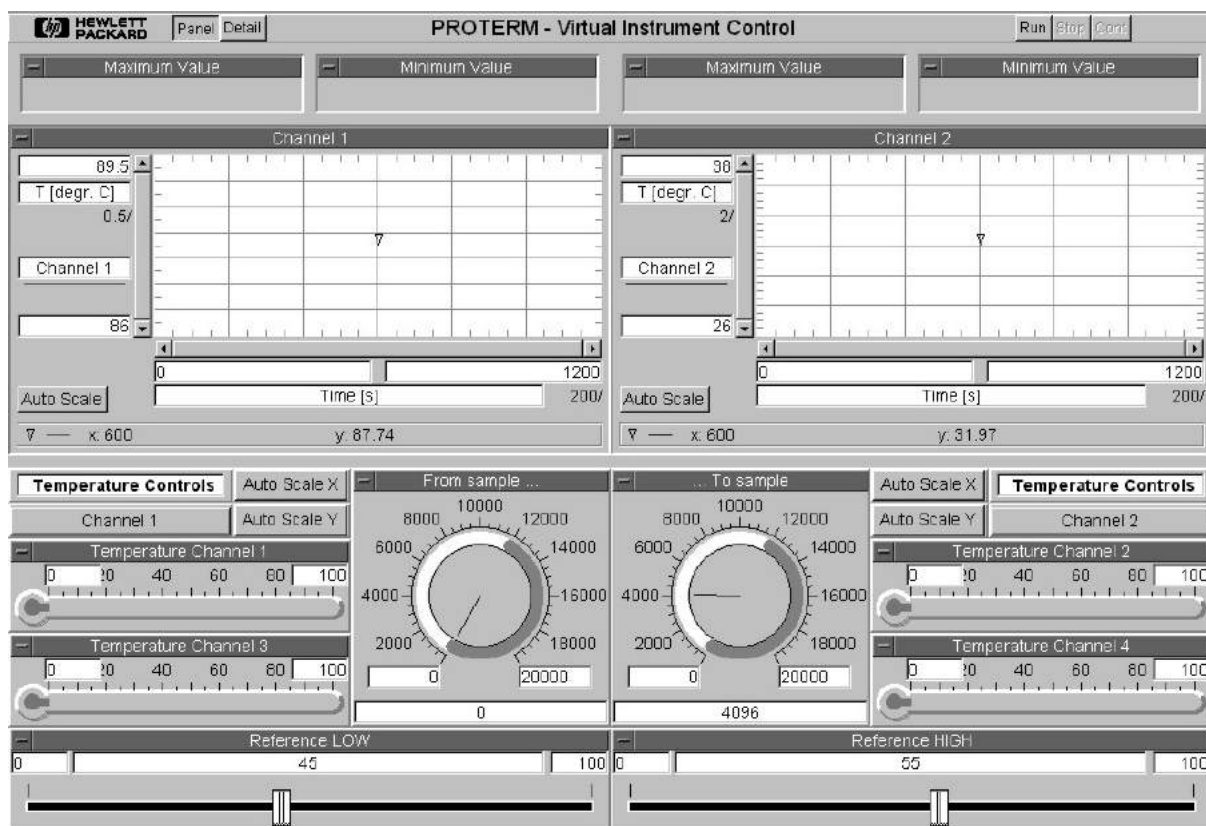 hp HEWLETT PACKARD Panel Detail PROTERM - Virtual Instrument Control Run Stop Cont
Maximum Value Minimum Value Maximum Value Minimum Value
Channel 1 Channel 2
89.5
T [degr. C]
0.5/
Channel 1
86
0 1200
Auto Scale Time [s] 200/
x: 600 y: 87.74
38
T [degr. C]
2/
Channel 2
26
0 1200
Auto Scale Time [s] 200/
x: 600 y: 31.97
Temperature Controls Auto Scale X
Channel 1 Auto Scale Y
Temperature Channel 1
0 20 40 60 80 100
Temperature Channel 3
0 20 40 60 80 100
From sample ...
10000
8000 12000
6000 14000
4000 16000
2000 18000
0 20000
0
... To sample
10000
8000 12000
6000 14000
4000 16000
2000 18000
0 20000
4096
Auto Scale X Temperature Controls
Auto Scale Y Channel 2
Temperature Channel 2
0 20 40 60 80 100
Temperature Channel 4
0 20 40 60 80 100
Reference LOW
0 45 100
Reference HIGH
0 55 100